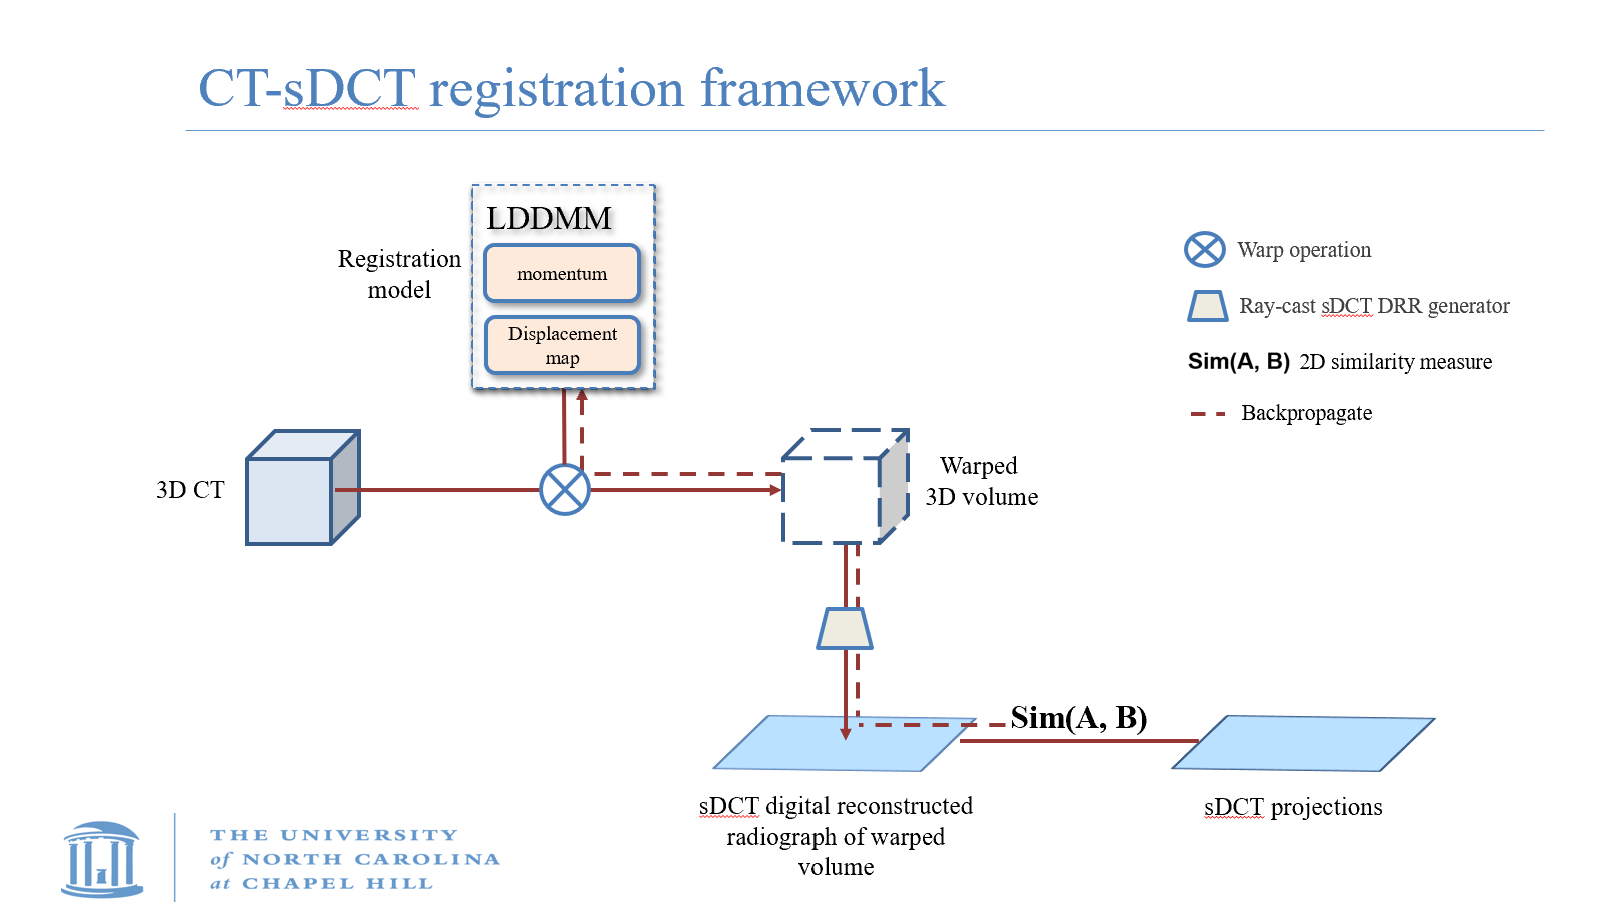 CT-sDCT registration framework
LDDMM
Registration
model
momentum
Displacement
map
Warp operation
Ray-cast sDCT DRR generator
Sim(A, B) 2D similarity measure
Backpropagate
3D CT
Warped
3D volume
Sim(A, B)
sDCT digital reconstructed
radiograph of warped
volume
sDCT projections
THE UNIVERSITY
of NORTH CAROLINA
at CHAPEL HILL